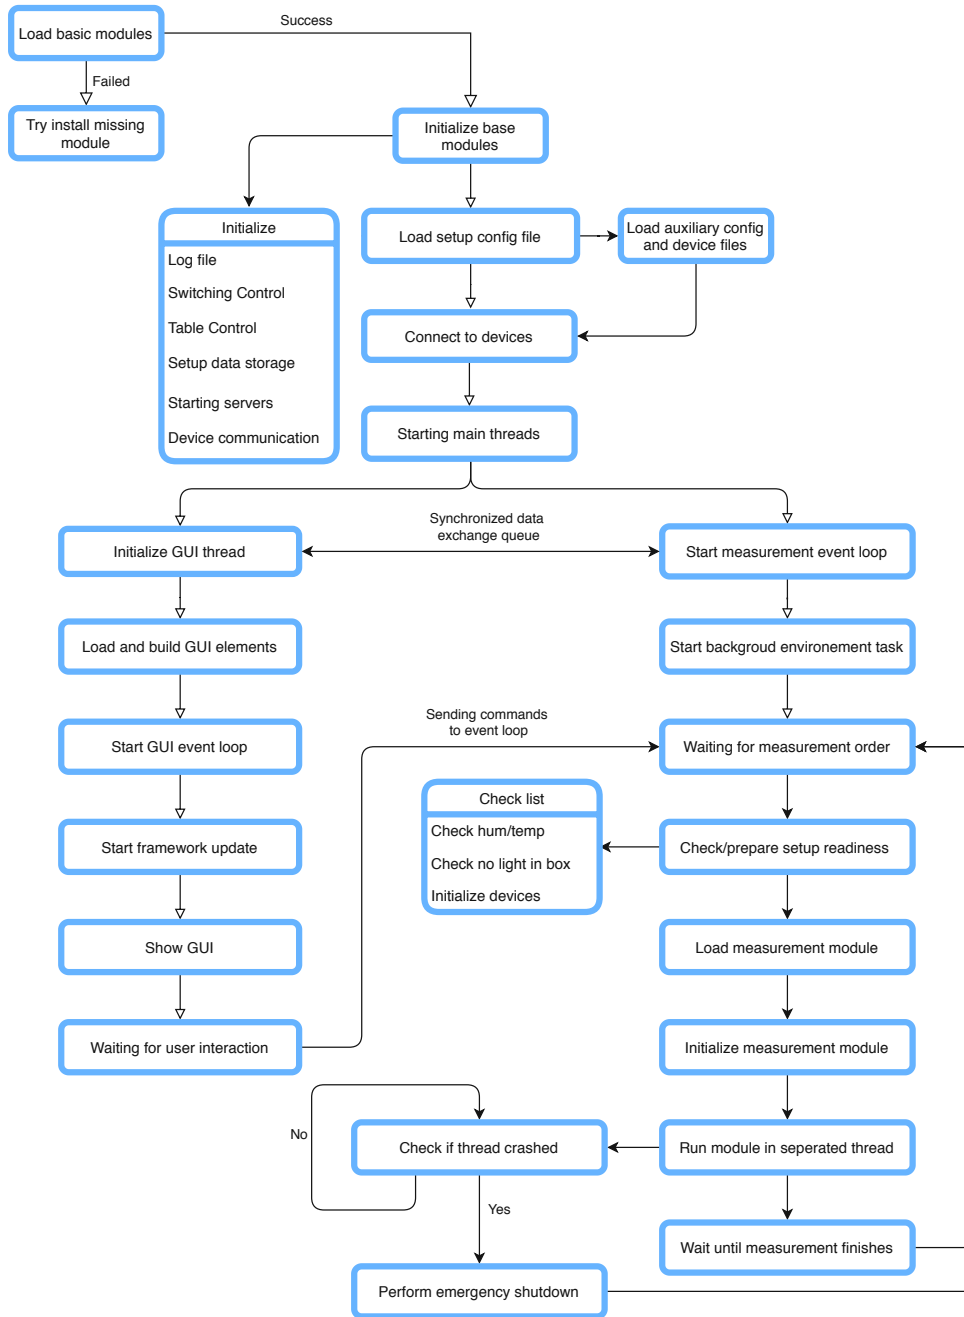 Load basic modules
Success
Failed
Try install missing
module
Initialize base
modules
Initialize
Log file
Switching Control
Table Control
Setup data storage
Starting servers
Device communication
Load setup config file
Load auxiliary config
and device files
Connect to devices
Starting main threads
Initialize GUI thread
Synchronized data
exchange queue
Start measurement event loop
Load and build GUI elements
Start backgroud environement task
Start GUI event loop
Sending commands
to event loop
Waiting for measurement order
Check list
Check hum/temp
Check no light in box
Initialize devices
Start framework update
Check/prepare setup readiness
Show GUI
Load measurement module
Waiting for user interaction
Initialize measurement module
No
Check if thread crashed
Run module in seperated thread
Yes
Wait until measurement finishes
Perform emergency shutdown